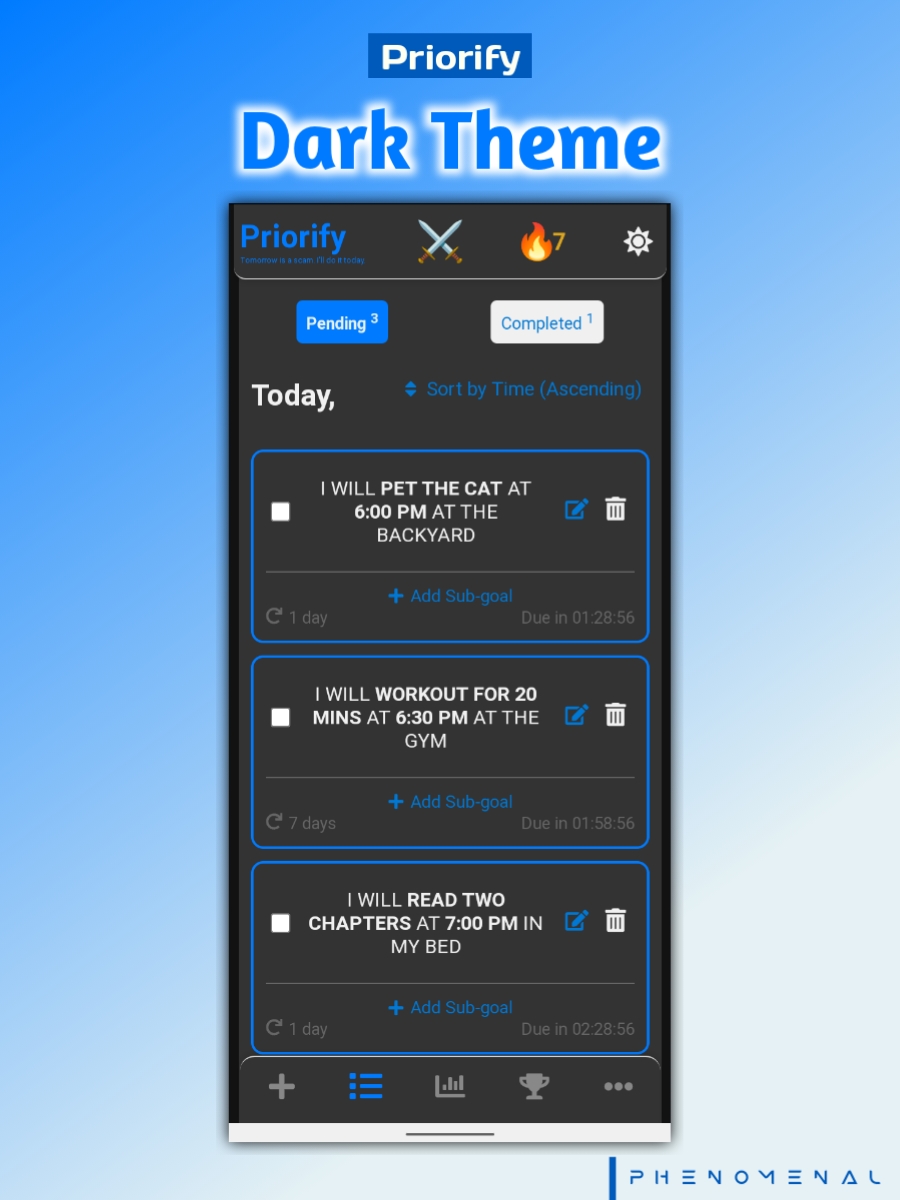 Priorify
Dark Theme
Priorify
7
Tomorrow is a scam. I'll do it today.
Pending 3
Completed 1
Today,
Sort by Time (Ascending)
I WILL PET THE CAT AT
6:00 PM AT THE
BACKYARD
Add Sub-goal
1 day
Due in 01:28:56
I WILL WORKOUT FOR 20
MINS AT 6:30 PM AT THE
GYM
Add Sub-goal
7 days
Due in 01:58:56
I WILL READ TWO
CHAPTERS AT 7:00 PM IN
MY BED
Add Sub-goal
1 day
Due in 02:28:56
PHENOMENAL